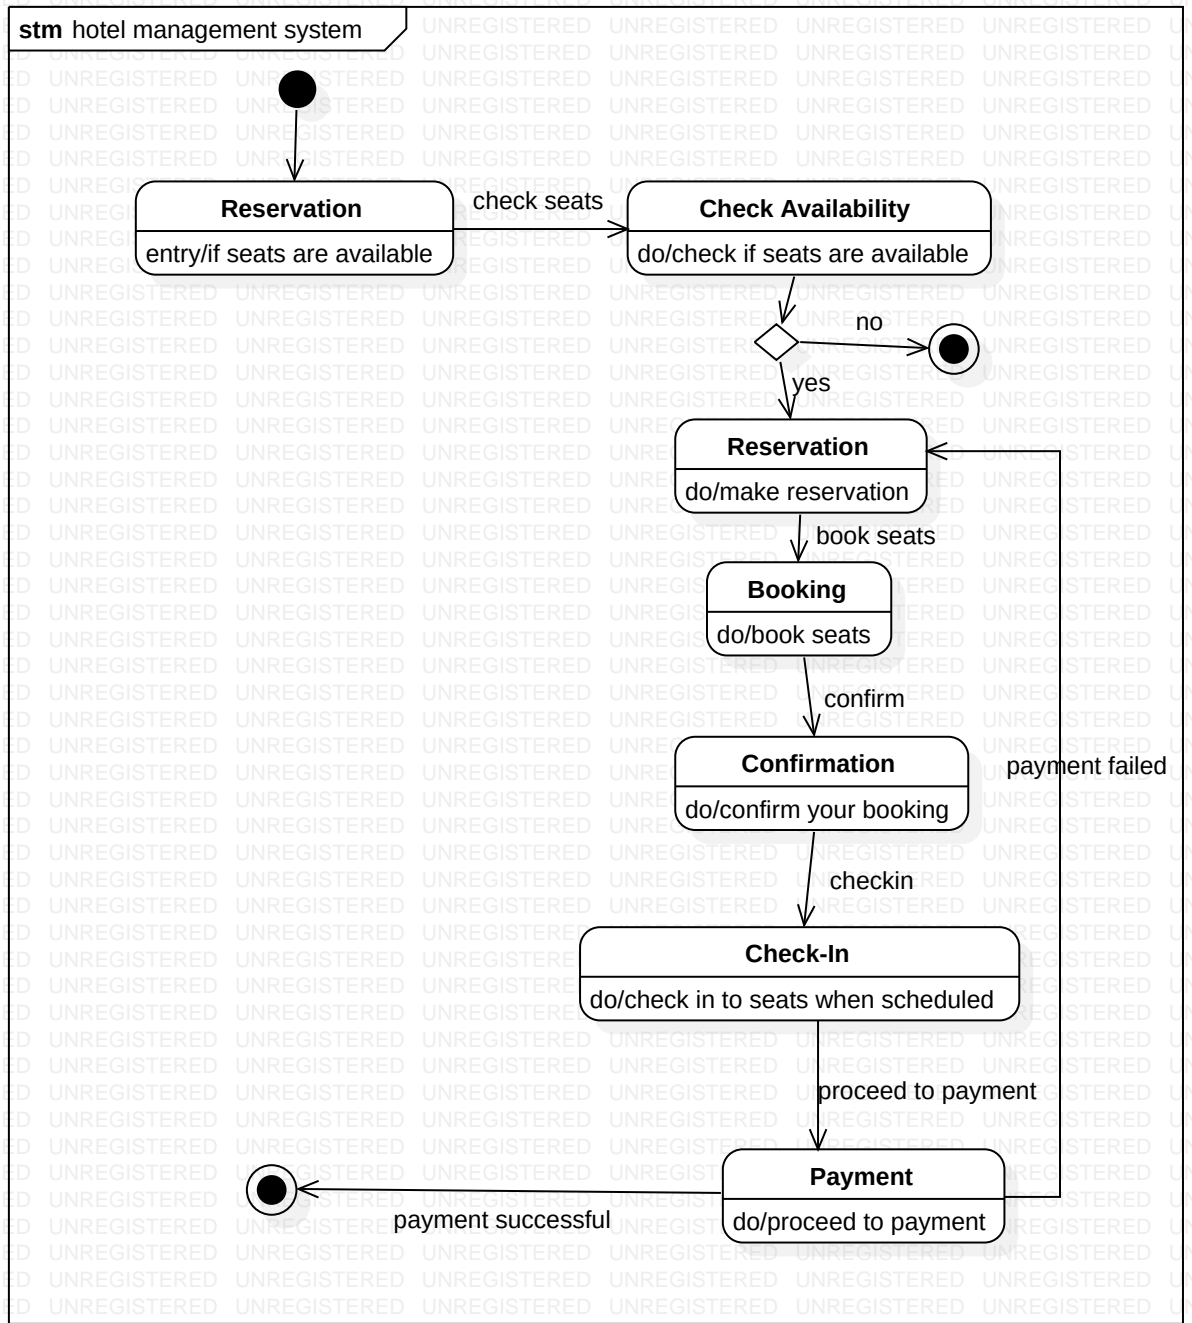 stm hotel management system
Reservation
entry/if seats are available
check seats
Check Availability
do/check if seats are available
no
yes
Reservation
do/make reservation
book seats
Booking
do/book seats
confirm
Confirmation
do/confirm your booking
payment failed
checkin
Check-In
do/check in to seats when scheduled
proceed to payment
Payment
do/proceed to payment
payment successful
UNREGISTERED